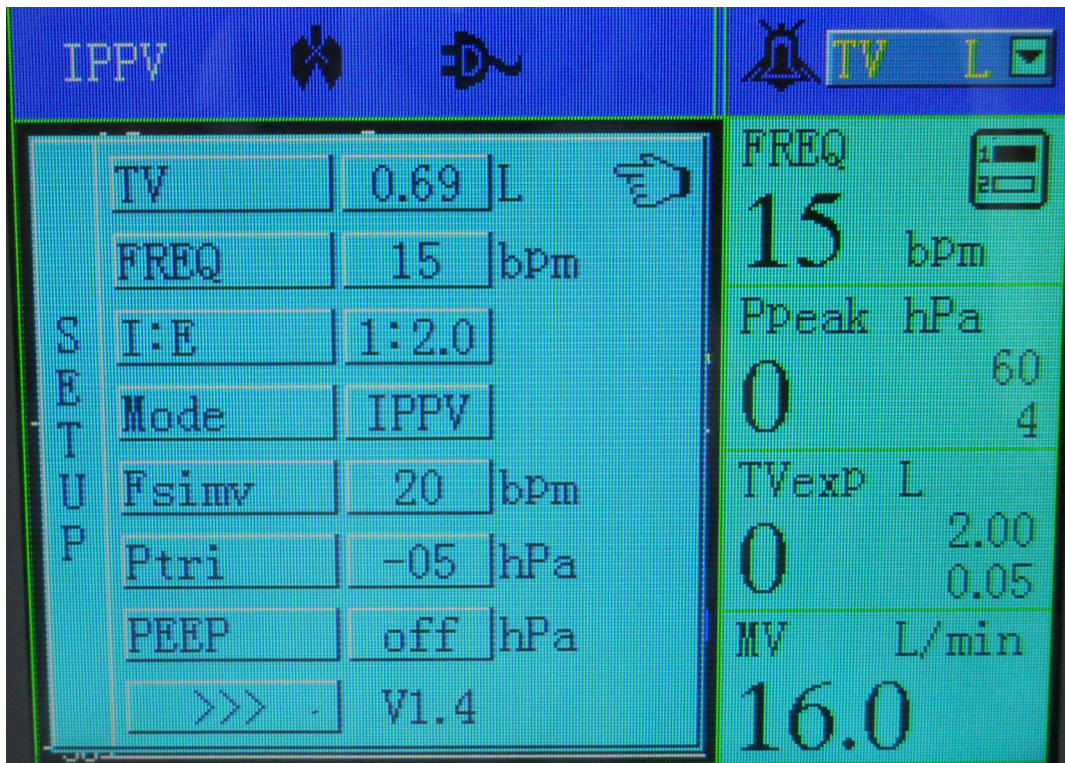 IPPV
TV L
SETUP
TV 0.69 L
FREQ 15 bpm
I:E 1:2.0
Mode IPPV
Fsimv 20 bpm
Ptri -05 hPa
PEEP off hPa
>>> V1.4
FREQ
1
2
15 bpm
Ppeak hPa
60
0
4
TVexp L
2.00
0
0.05
MV L/min
16.0